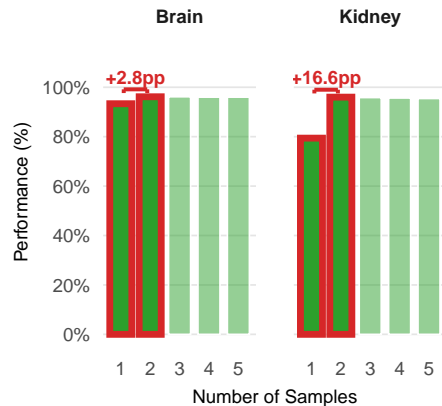 Brain Kidney
+2.8pp +16.6pp
100%
80%
60%
40%
20%
0%
Performance (%)
1 2 3 4 5 1 2 3 4 5
Number of Samples